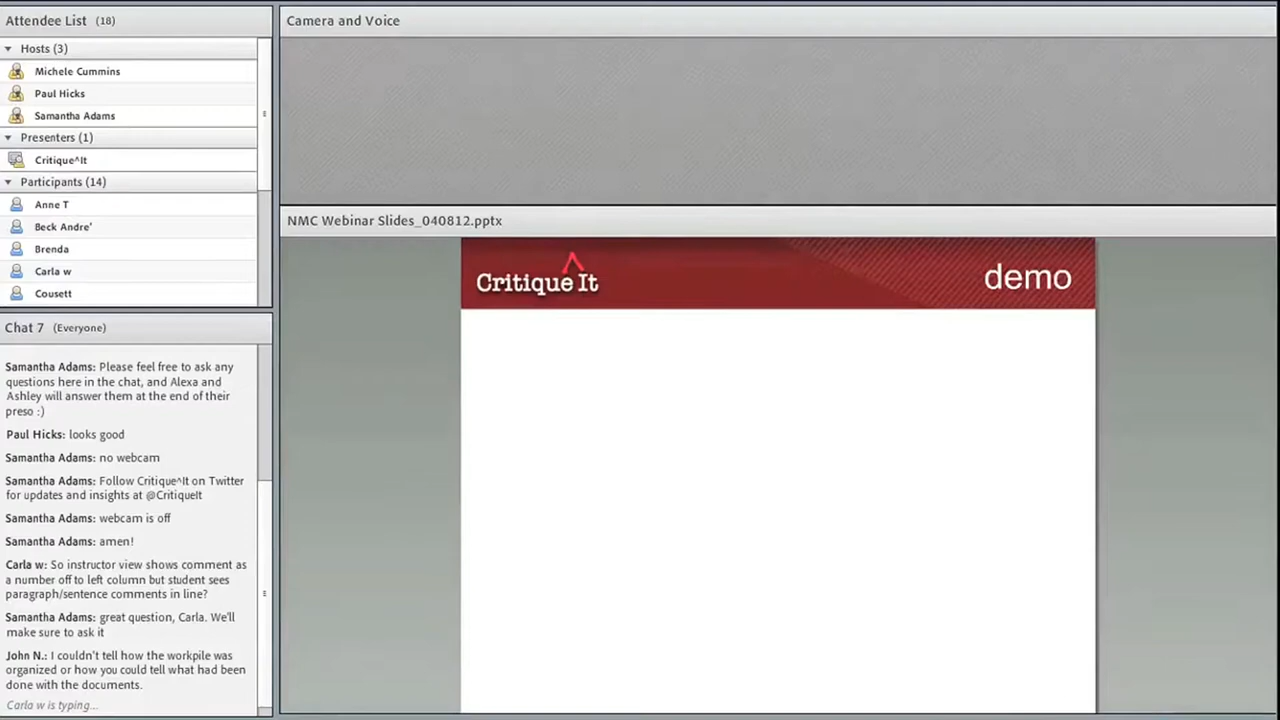 Attendee List (18)
Hosts (3)
Michele Cummins
Paul Hicks
Samantha Adams
Presenters (1)
Critique^It
Participants (14)
Anne T
Beck Andre'
Brenda
Carla w
Cousett
Chat 7 (Everyone)
Samantha Adams: Please feel free to ask any
questions here in the chat, and Alexa and
Ashley will answer them at the end of their
preso :)
Paul Hicks: looks good
Samantha Adams: no webcam
Samantha Adams: Follow Critique^It on Twitter
for updates and insights at @CritiqueIt
Samantha Adams: webcam is off
Samantha Adams: amen!
Carla w: So instructor view shows comment as
a number off to left column but student sees
paragraph/sentence comments in line?
Samantha Adams: great question, Carla. We'll
make sure to ask it
John N.: I couldn't tell how the workpile was
organized or how you could tell what had been
done with the documents.
Carla w is typing...
Camera and Voice
NMC Webinar Slides_040812.pptx
Critique^It
demo